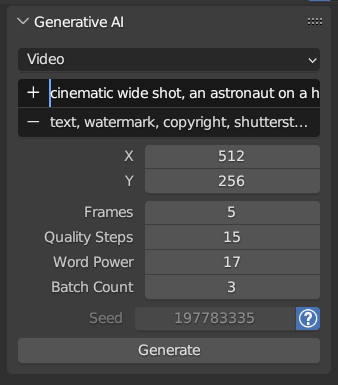 Generative AI
Video
+ cinematic wide shot, an astronaut on a h
− text, watermark, copyright, shutterst...
X 512
Y 256
Frames 5
Quality Steps 15
Word Power 17
Batch Count 3
Seed 197783335 ?
Generate